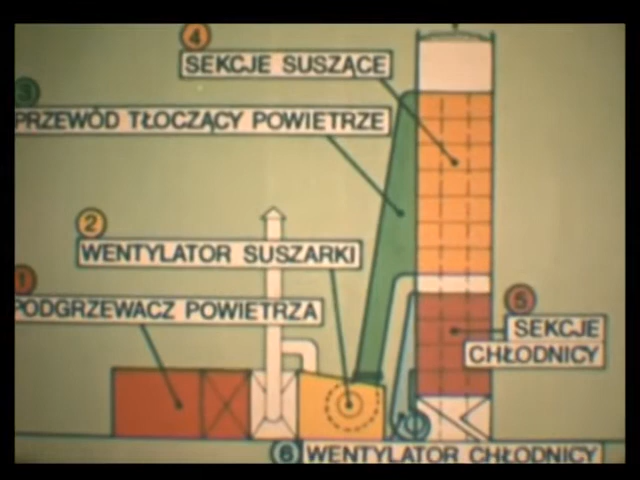 4
SEKCJE SUSZĄCE
3
PRZEWÓD TŁOCZĄCY POWIETRZE
2
WENTYLATOR SUSZARKI
1
PODGRZEWACZ POWIETRZA
5
SEKCJE
CHŁODNICY
6 WENTYLATOR CHŁODNICY